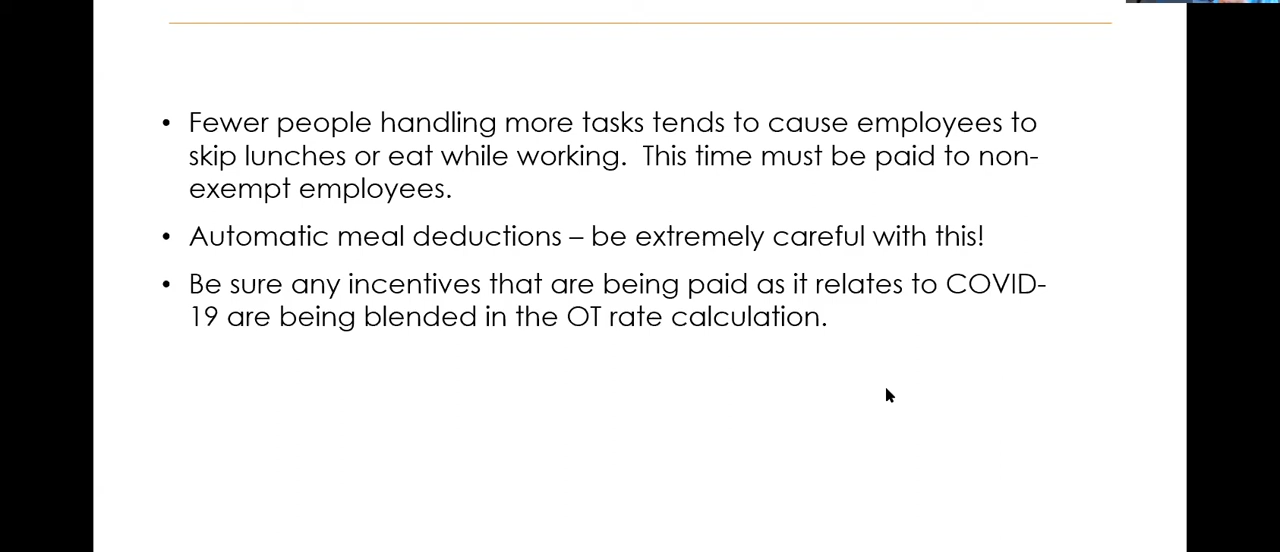 • Fewer people handling more tasks tends to cause employees to
skip lunches or eat while working.  This time must be paid to non-
exempt employees.
• Automatic meal deductions – be extremely careful with this!
• Be sure any incentives that are being paid as it relates to COVID-
19 are being blended in the OT rate calculation.